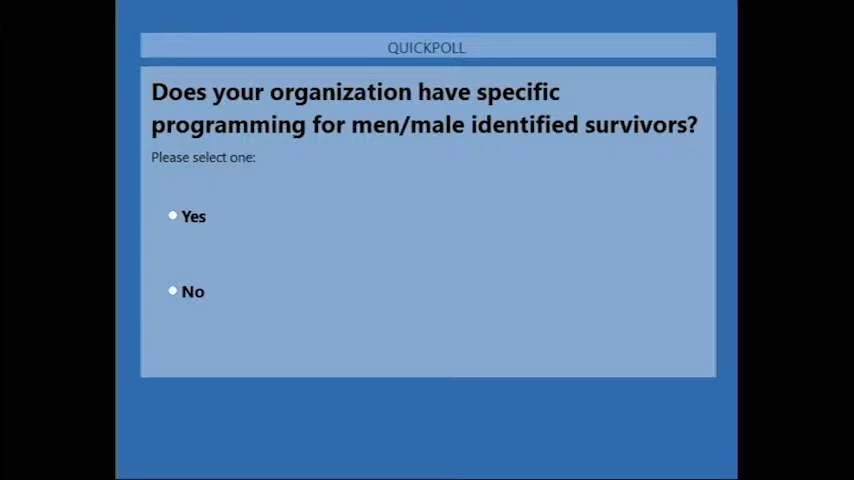 QUICKPOLL
Does your organization have specific
programming for men/male identified survivors?
Please select one:
Yes
No